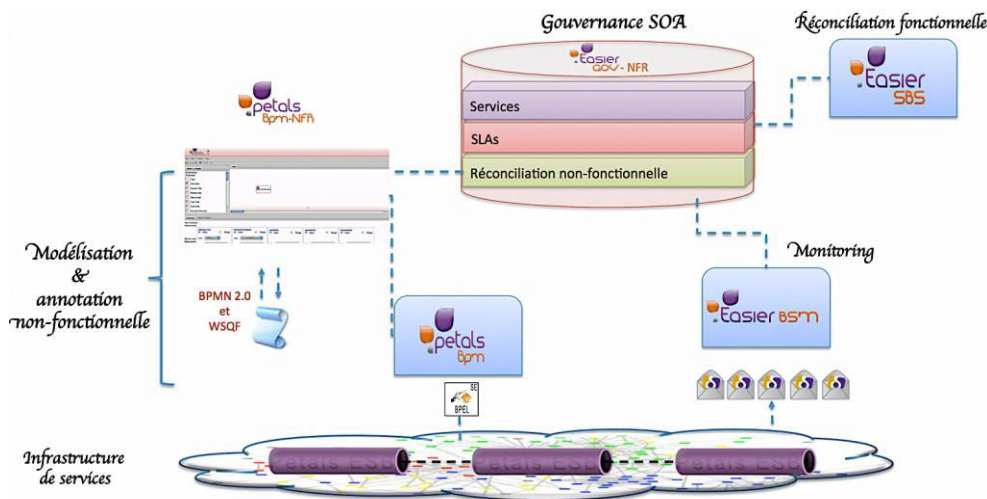 Gouvernance SOA
Réconciliation fonctionnelle
Easier
GOV - NFR
Easier
SBS
petals
Bpm-NFR
Services
SLAs
Réconciliation non-fonctionnelle
Modélisation
&
annotation
non-fonctionnelle
BPMN 2.0
et
WSQF
Monitoring
petals
Bpm
Easier BSM
SE
BPEL
Infrastructure
de services